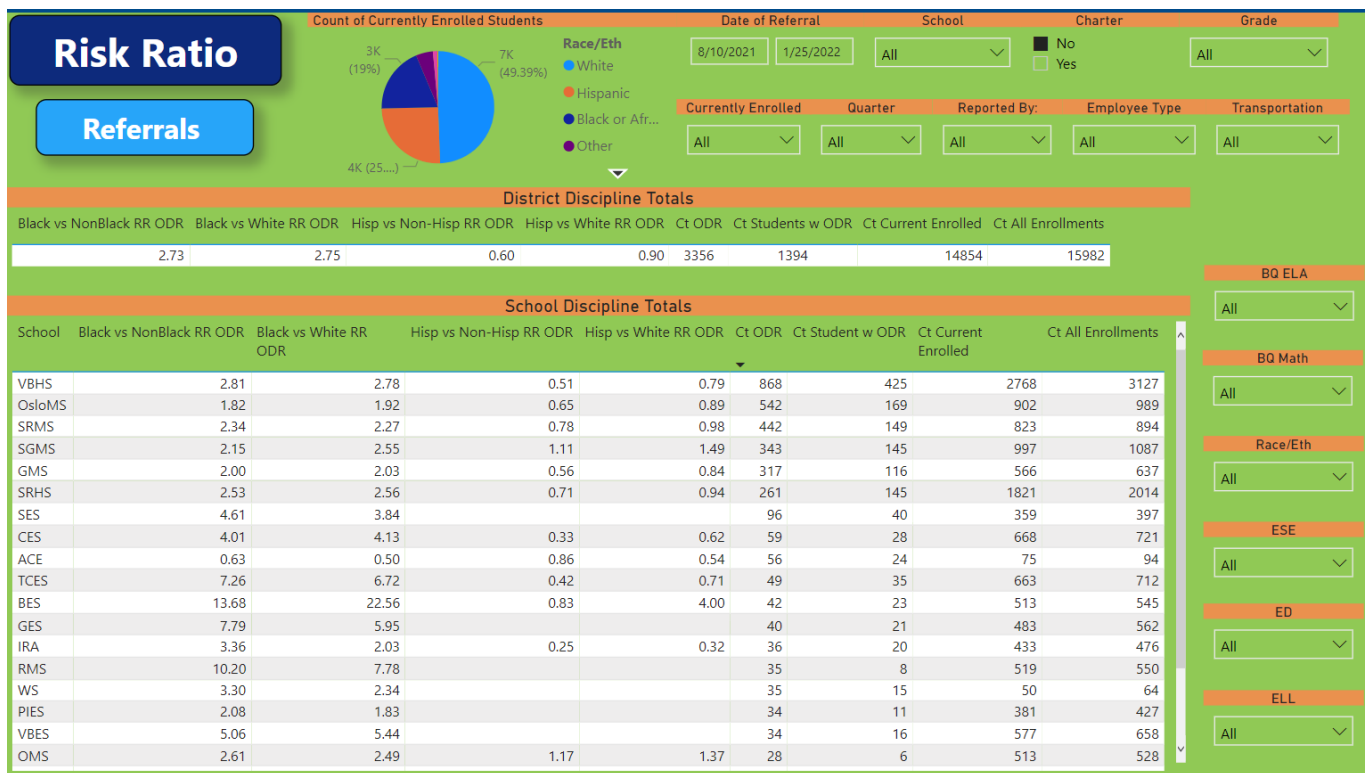 Risk Ratio
Referrals
Count of Currently Enrolled Students
3K
(19%)
7K
(49.39%)
4K (25....)
Race/Eth
White
Hispanic
Black or Afr...
Other
Date of Referral School Charter Grade
8/10/2021 1/25/2022 All No All
Yes
Currently Enrolled Quarter Reported By: Employee Type Transportation
All All All All All
District Discipline Totals
Black vs NonBlack RR ODR Black vs White RR ODR Hisp vs Non-Hisp RR ODR Hisp vs White RR ODR Ct ODR Ct Students w ODR Ct Current Enrolled Ct All Enrollments
2.73 2.75 0.60 0.90 3356 1394 14854 15982
School Discipline Totals
School Black vs NonBlack RR ODR Black vs White RR Hisp vs Non-Hisp RR ODR Hisp vs White RR ODR Ct ODR Ct Student w ODR Ct Current Ct All Enrollments
ODR Enrolled
VBHS 2.81 2.78 0.51 0.79 868 425 2768 3127
OsloMS 1.82 1.92 0.65 0.89 542 169 902 989
SRMS 2.34 2.27 0.78 0.98 442 149 823 894
SGMS 2.15 2.55 1.11 1.49 343 145 997 1087
GMS 2.00 2.03 0.56 0.84 317 116 566 637
SRHS 2.53 2.56 0.71 0.94 261 145 1821 2014
SES 4.61 3.84 96 40 359 397
CES 4.01 4.13 0.33 0.62 59 28 668 721
ACE 0.63 0.50 0.86 0.54 56 24 75 94
TCES 7.26 6.72 0.42 0.71 49 35 663 712
BES 13.68 22.56 0.83 4.00 42 23 513 545
GES 7.79 5.95 40 21 483 562
IRA 3.36 2.03 0.25 0.32 36 20 433 476
RMS 10.20 7.78 35 8 519 550
WS 3.30 2.34 35 15 50 64
PIES 2.08 1.83 34 11 381 427
VBES 5.06 5.44 34 16 577 658
OMS 2.61 2.49 1.17 1.37 28 6 513 528
BQ ELA
All
BQ Math
All
Race/Eth
All
ESE
All
ED
All
ELL
All